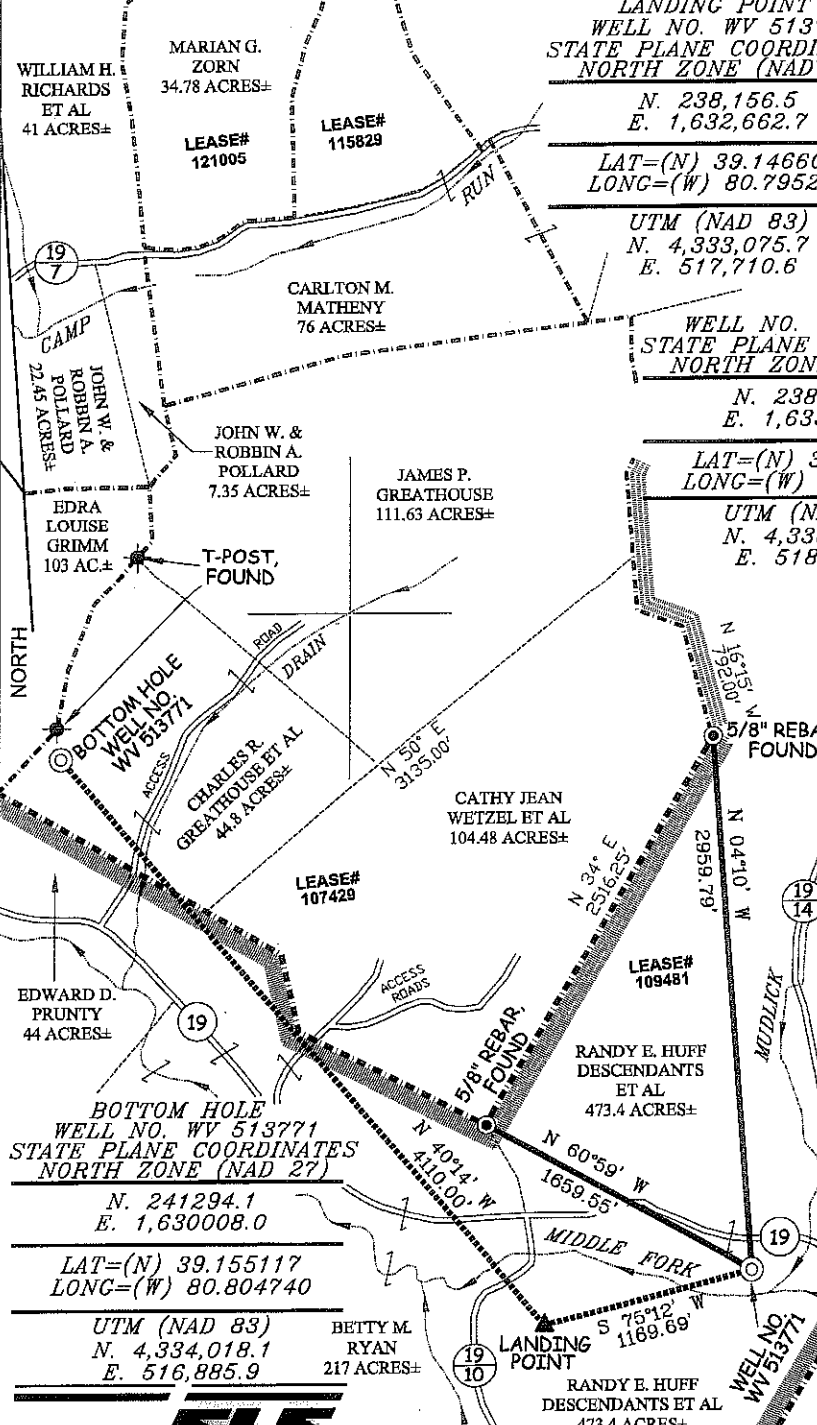 LANDING POINT
WELL NO. WV
STATE PLANE
NORTH ZONE (NAD
N. 238,156.5
E. 1,632,662.7
LAT=(N) 39.1466
LONG=(W) 80.7952
UTM (NAD 83)
N. 4,333,075.7
E. 517,710.6
WELL NO.
STATE PLANE
NORTH
N. 238
E. 1,63
LAT=(N) 3
LONG=(W)
UTM
N. 4,33
E. 518
WILLIAM H.
RICHARDS
ET AL
41 ACRES±
MARIAN G.
ZORN
34.78 ACRES±
LEASE#
121005
LEASE#
115829
RUN
19
7
CAMP
CARLTON M.
MATHENY
76 ACRES±
JOHN W. &
ROBBIN A.
POLLARD
22.45 ACRES±
JOHN W. &
ROBBIN A.
POLLARD
7.35 ACRES±
JAMES P.
GREATHOUSE
111.63 ACRES±
EDRA
LOUISE
GRIMM
103 AC.±
T-POST,
FOUND
NORTH
ROAD
DRAIN
ACCESS
BOTTOM HOLE
WELL NO.
WV 513771
CHARLES R.
GREATHOUSE ET AL
44.8 ACRES±
N 50° E
3135.00'
N 16°15' W
792.00'
5/8" REBA
FOUND
CATHY JEAN
WETZEL ET AL
104.48 ACRES±
N 34° E
2516.25'
N 04°10' W
2959.79'
LEASE#
107429
19
14
LEASE#
109481
MUDLICK
EDWARD D.
PRUNTY
44 ACRES±
19
ACCESS
ROADS
5/8" REBAR,
FOUND
RANDY E. HUFF
DESCENDANTS
ET AL
473.4 ACRES±
BOTTOM HOLE
WELL NO. WV 513771
STATE PLANE COORDINATES
NORTH ZONE (NAD 27)
N. 241294.1
E. 1,630008.0
LAT=(N) 39.155117
LONG=(W) 80.804740
UTM (NAD 83)
N. 4,334,018.1
E. 516,885.9
N 40°14' W
4110.00'
N 60°59' W
1659.55'
MIDDLE FORK
19
S 75°12' W
1169.69'
LANDING
POINT
WELL NO.
WV 513771
BETTY M.
RYAN
217 ACRES±
19
10
RANDY E. HUFF
DESCENDANTS ET AL
473.4 ACRES±